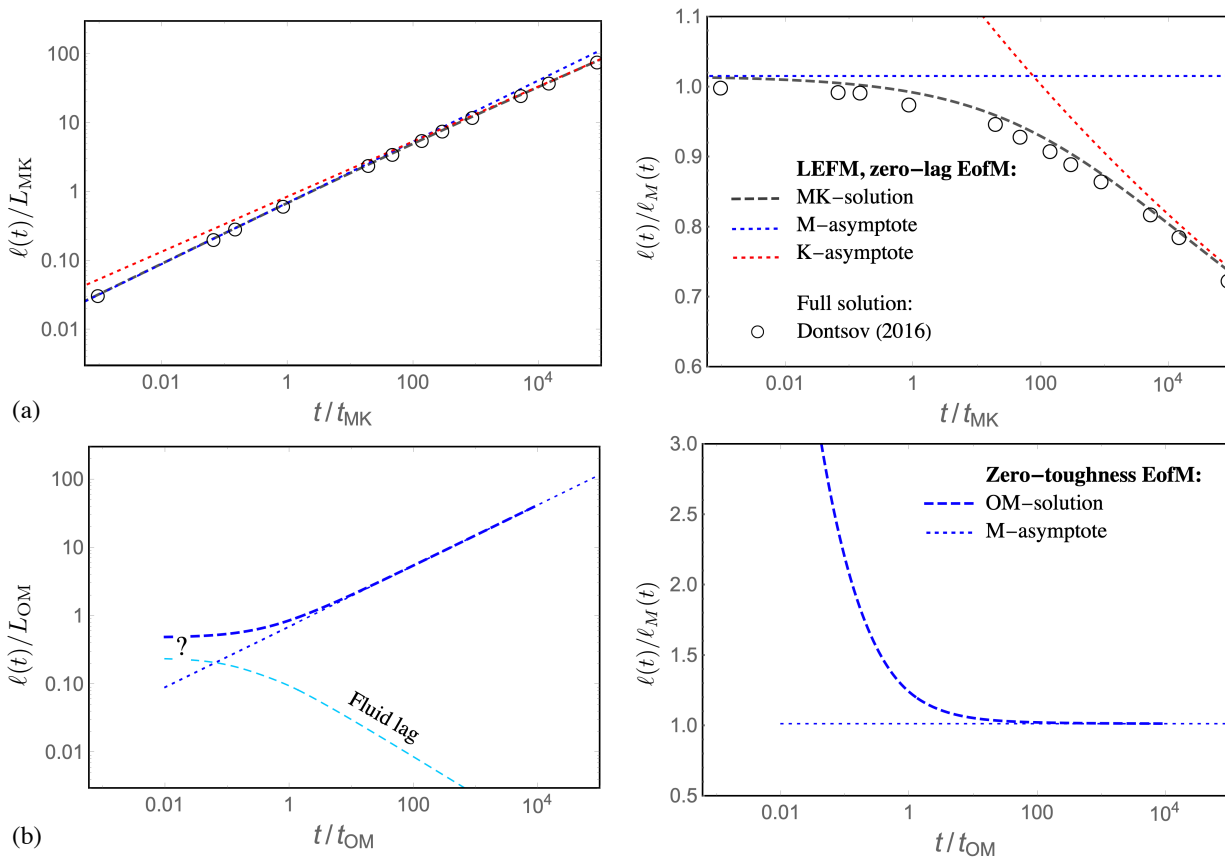 100
10
1
0.10
0.01
ℓ(t)/L_MK
0.01
1
100
10^4
t / t_MK
(a)
1.1
1.0
0.9
0.8
0.7
0.6
ℓ(t)/ℓ_M(t)
LEFM, zero−lag EofM:
MK−solution
M−asymptote
K−asymptote
Full solution:
Dontsov (2016)
0.01
1
100
10^4
t / t_MK
100
10
1
0.10
0.01
ℓ(t)/L_OM
?
Fluid lag
0.01
1
100
10^4
t / t_OM
(b)
3.0
2.5
2.0
1.5
1.0
0.5
ℓ(t)/ℓ_M(t)
Zero−toughness EofM:
OM−solution
M−asymptote
0.01
1
100
10^4
t / t_OM